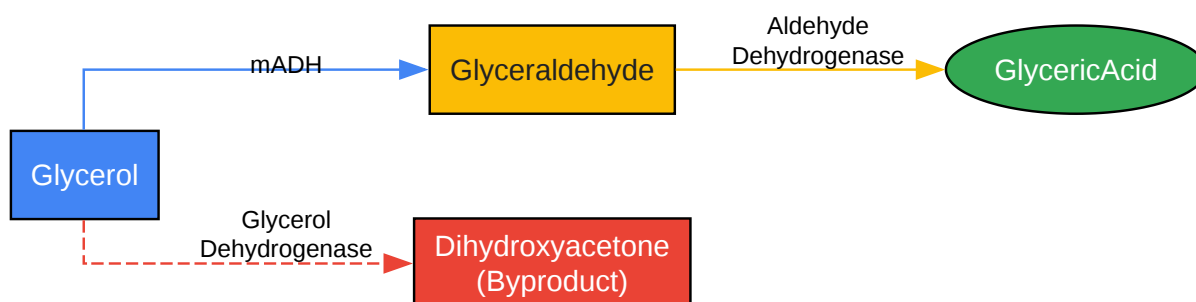 Aldehyde
Dehydrogenase
mADH
Glyceraldehyde
GlycericAcid
Glycerol
Glycerol
Dehydrogenase
Dihydroxyacetone
(Byproduct)